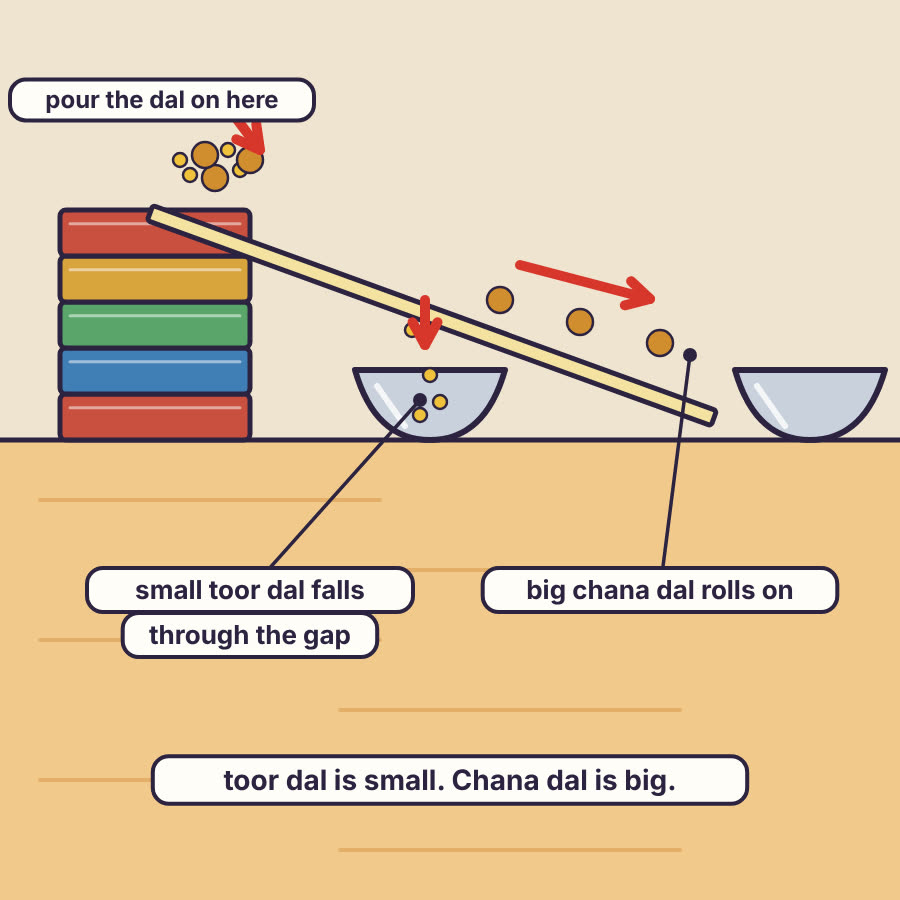 pour the dal on here
small toor dal falls
through the gap
big chana dal rolls on
toor dal is small. Chana dal is big.